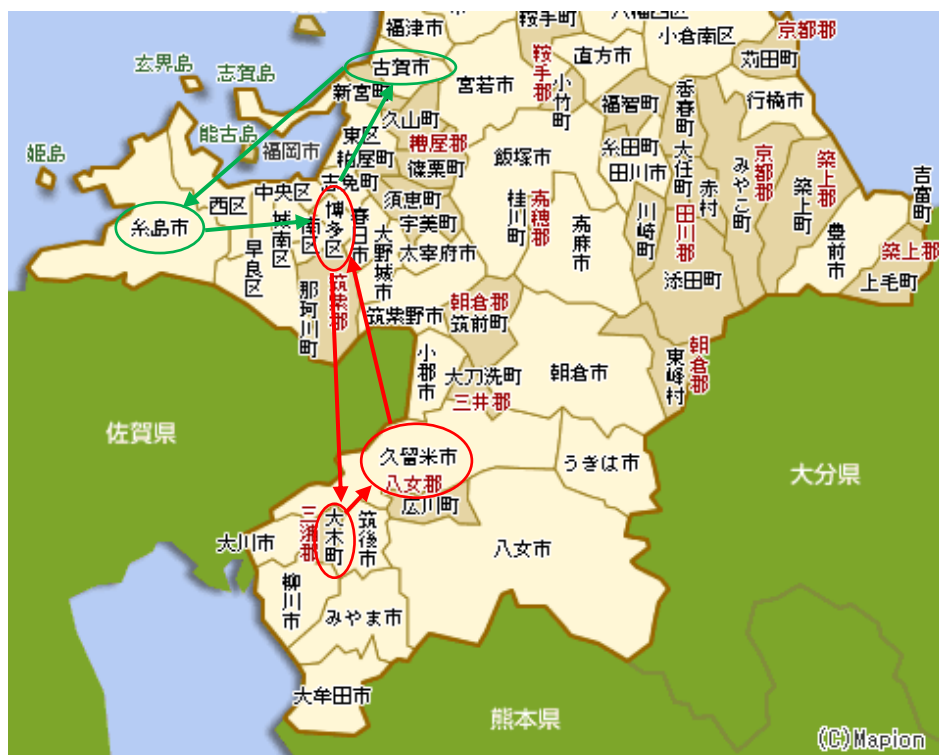 福津市
鞍手町
八幡西区
小倉南区
京都郡
玄界島
志賀島
古賀市
宮若市
鞍手郡
小竹町
直方市
苅田町
新宮町
久山町
福智町
香春町
行橋市
能古島
福岡市
東区
粕屋町
糟屋郡
篠栗町
飯塚市
糸田町
田川市
大任町
みやこ町
京都郡
築上郡
吉富町
姫島
糸島市
西区
中央区
城南区
早良区
南区
博多区
春日市
大野城市
須恵町
宇美町
太宰府市
桂川町
嘉穂郡
嘉麻市
川崎町
田川郡
赤村
築上町
豊前市
築上郡
上毛町
添田町
那珂川町
筑紫郡
筑紫野市
朝倉郡
筑前町
小郡市
大刀洗町
三井郡
朝倉市
東峰村
朝倉郡
佐賀県
久留米市
八女郡
広川町
うきは市
大分県
大川市
三潴郡
大木町
筑後市
八女市
柳川市
みやま市
大牟田市
熊本県
(C)Mapion